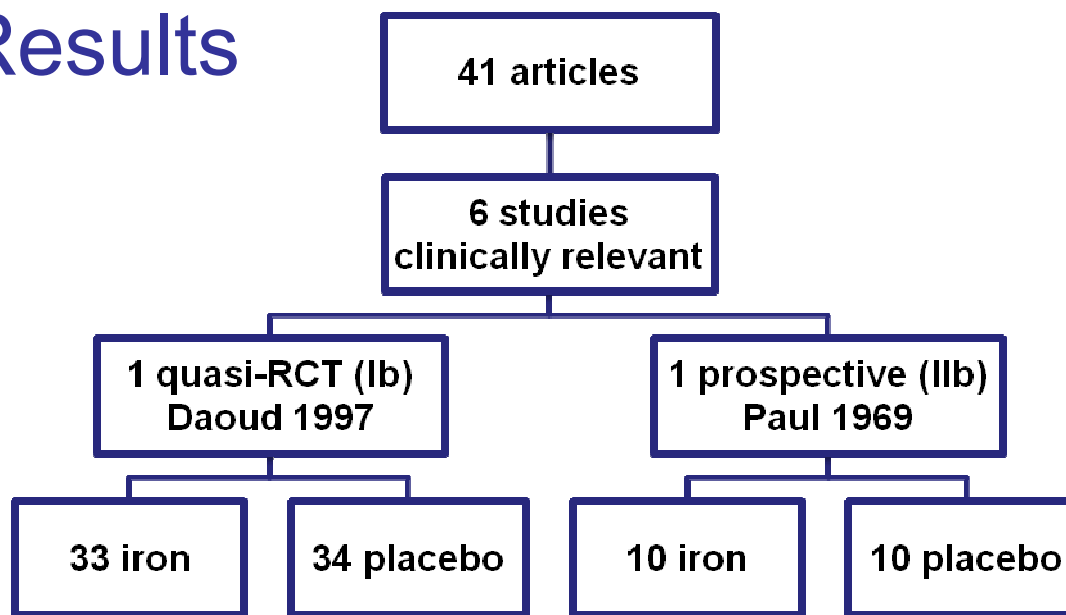 Results
41 articles
6 studies
clinically relevant
1 quasi-RCT (Ib)
Daoud 1997
1 prospective (IIb)
Paul 1969
33 iron
34 placebo
10 iron
10 placebo